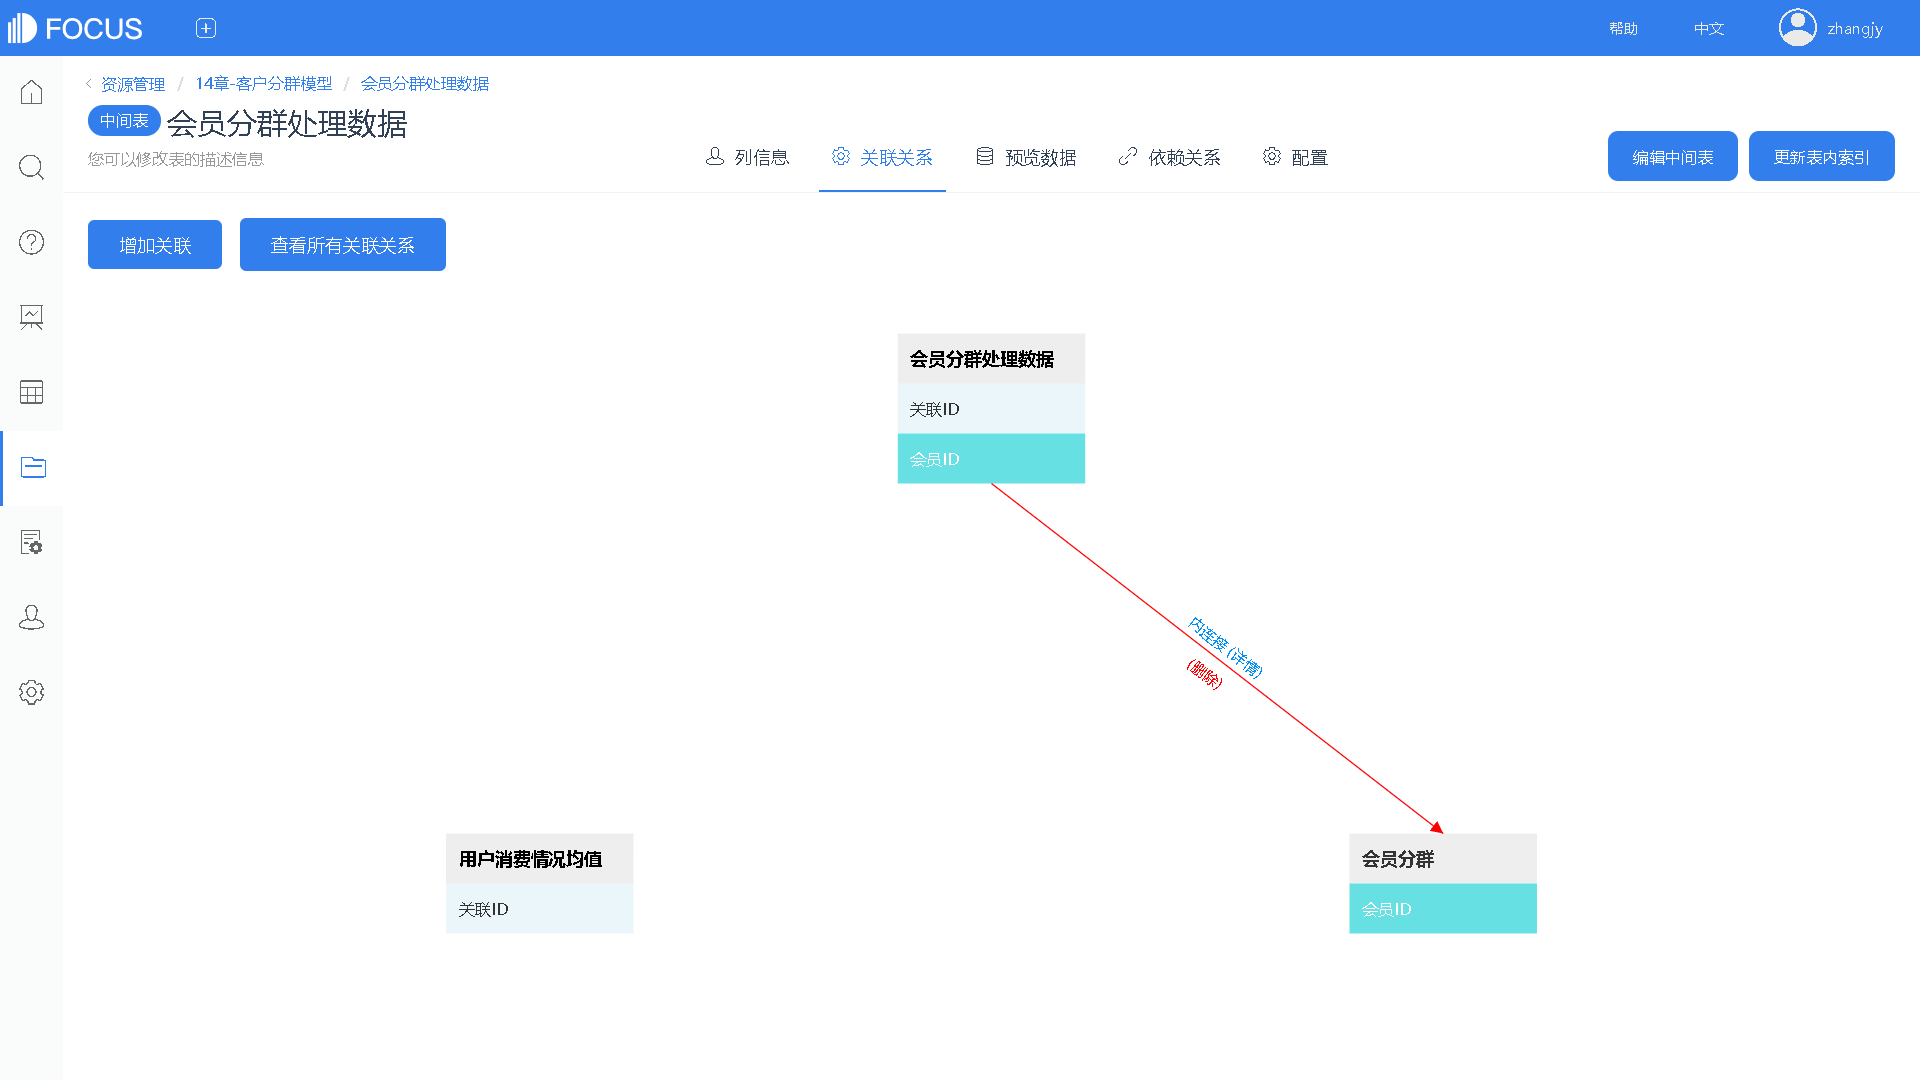 FOCUS
帮助 中文 zhangjy
资源管理 / 14章-客户分群模型 / 会员分群处理数据
中间表 会员分群处理数据
您可以修改表的描述信息
列信息 关联关系 预览数据 依赖关系 配置
编辑中间表 更新表内索引
增加关联 查看所有关联关系
会员分群处理数据
关联ID
会员ID
内连接 (详情)
(删除)
用户消费情况均值
关联ID
会员分群
会员ID